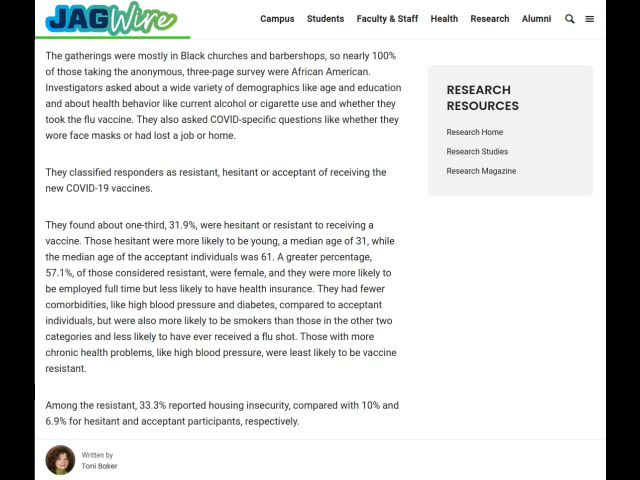 JAGWire
Campus Students Faculty & Staff Health Research Alumni
The gatherings were mostly in Black churches and barbershops, so nearly 100%
of those taking the anonymous, three-page survey were African American.
Investigators asked about a wide variety of demographics like age and education
and about health behavior like current alcohol or cigarette use and whether they
took the flu vaccine. They also asked COVID-specific questions like whether they
wore face masks or had lost a job or home.
They classified responders as resistant, hesitant or acceptant of receiving the
new COVID-19 vaccines.
They found about one-third, 31.9%, were hesitant or resistant to receiving a
vaccine. Those hesitant were more likely to be young, a median age of 31, while
the median age of the acceptant individuals was 61. A greater percentage,
57.1%, of those considered resistant, were female, and they were more likely to
be employed full time but less likely to have health insurance. They had fewer
comorbidities, like high blood pressure and diabetes, compared to acceptant
individuals, but were also more likely to be smokers than those in the other two
categories and less likely to have ever received a flu shot. Those with more
chronic health problems, like high blood pressure, were least likely to be vaccine
resistant.
Among the resistant, 33.3% reported housing insecurity, compared with 10% and
6.9% for hesitant and acceptant participants, respectively.
RESEARCH
RESOURCES
Research Home
Research Studies
Research Magazine
Written by
Toni Baker